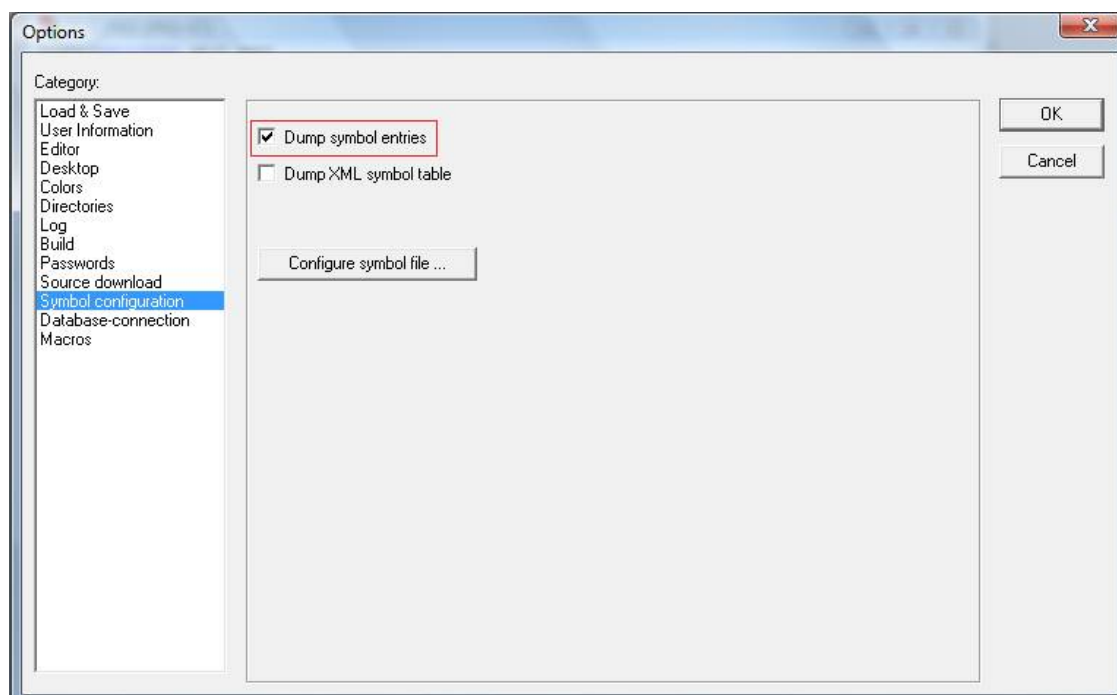 Options
Category:
Load & Save
User Information
Editor
Desktop
Colors
Directories
Log
Build
Passwords
Source download
Symbol configuration
Database-connection
Macros
Dump symbol entries
Dump XML symbol table
Configure symbol file ...
OK
Cancel